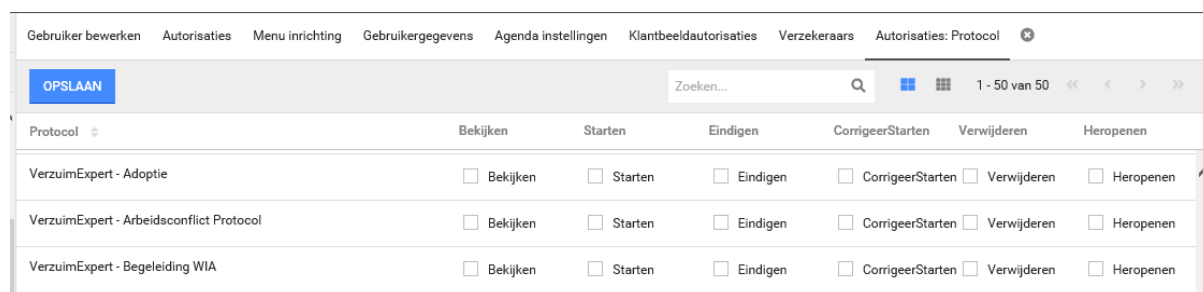 Gebruiker bewerken Autorisaties Menu inrichting Gebruikergegevens Agenda instellingen Klantbeeldautorisaties Verzekeraars Autorisaties: Protocol
OPSLAAN Zoeken... 1 - 50 van 50
Protocol Bekijken Starten Eindigen CorrigeerStarten Verwijderen Heropenen
VerzuimExpert - Adoptie Bekijken Starten Eindigen CorrigeerStarten Verwijderen Heropenen
VerzuimExpert - Arbeidsconflict Protocol Bekijken Starten Eindigen CorrigeerStarten Verwijderen Heropenen
VerzuimExpert - Begeleiding WIA Bekijken Starten Eindigen CorrigeerStarten Verwijderen Heropenen